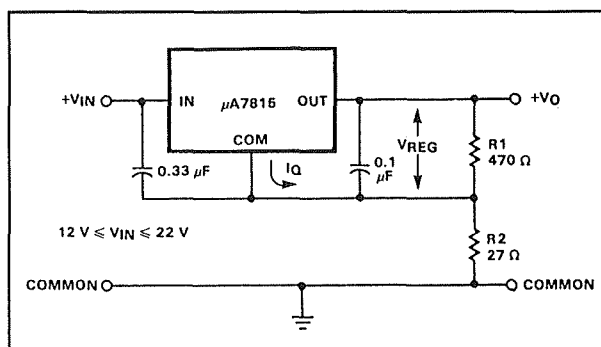 +VIN
IN
μA7815
OUT
+VO
COM
0.33 μF
IQ
0.1
μF
VREG
R1
470 Ω
12 V ≤ VIN ≤ 22 V
R2
27 Ω
COMMON
COMMON